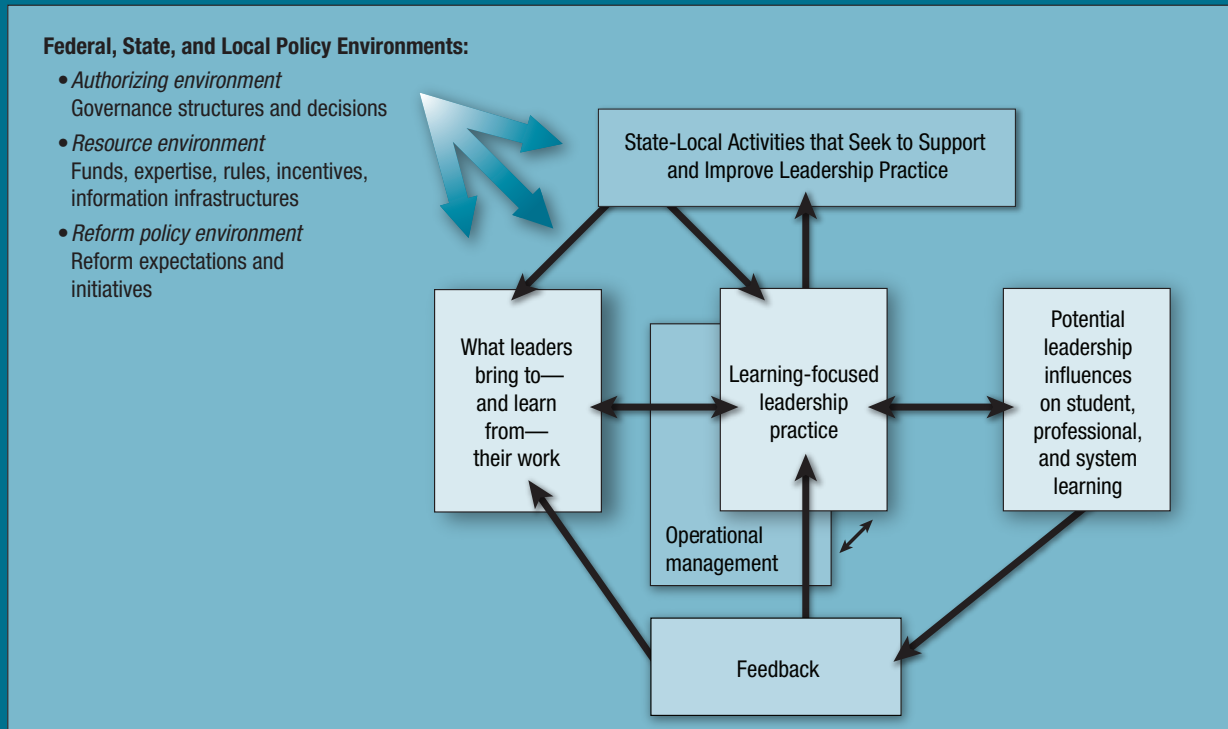 Federal, State, and Local Policy Environments:
• Authorizing environment
Governance structures and decisions
• Resource environment
Funds, expertise, rules, incentives,
information infrastructures
• Reform policy environment
Reform expectations and
initiatives
State-Local Activities that Seek to Support
and Improve Leadership Practice
What leaders
bring to—
and learn
from—
their work
Learning-focused
leadership
practice
Operational
management
Potential
leadership
influences
on student,
professional,
and system
learning
Feedback